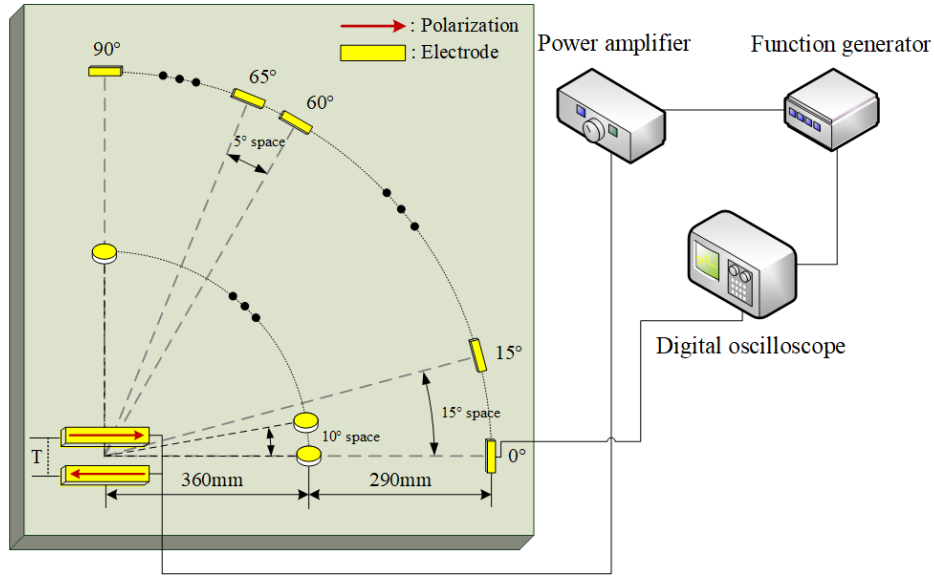 : Polarization
: Electrode
Power amplifier
Function generator
90°
65°
60°
5° space
Digital oscilloscope
15°
15° space
10° space
0°
T
360mm
290mm